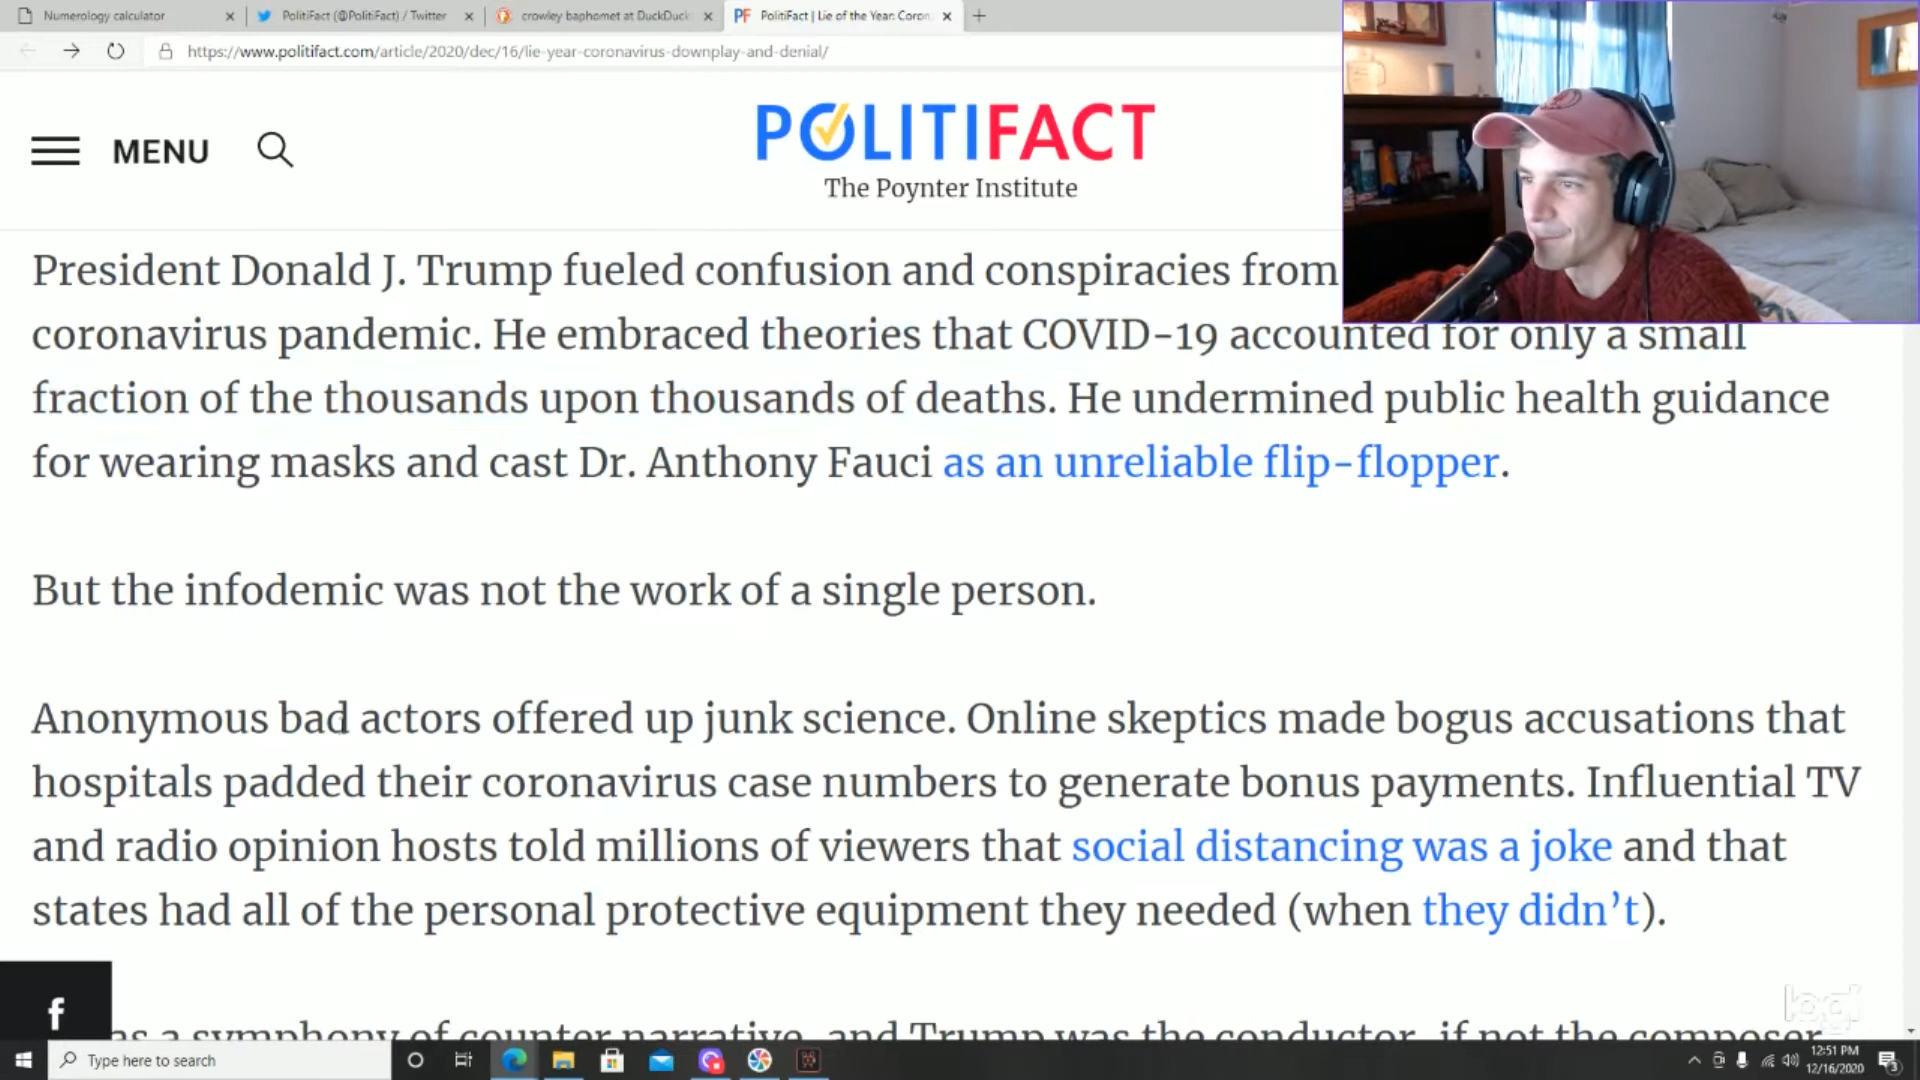 Numerology calculator
PolitiFact (@PolitiFact) / Twitter
crowley baphomet at DuckDuck
PF PolitiFact | Lie of the Year: Coron
https://www.politifact.com/article/2020/dec/16/lie-year-coronavirus-downplay-and-denial/
MENU
POLITIFACT
The Poynter Institute
President Donald J. Trump fueled confusion and conspiracies from
coronavirus pandemic. He embraced theories that COVID-19 accounted for only a small
fraction of the thousands upon thousands of deaths. He undermined public health guidance
for wearing masks and cast Dr. Anthony Fauci as an unreliable flip-flopper.
But the infodemic was not the work of a single person.
Anonymous bad actors offered up junk science. Online skeptics made bogus accusations that
hospitals padded their coronavirus case numbers to generate bonus payments. Influential TV
and radio opinion hosts told millions of viewers that social distancing was a joke and that
states had all of the personal protective equipment they needed (when they didn’t).
f
as a symphony of counter narrative, and Trump was the conductor, if not the composer.
logi
Type here to search
12:51 PM
12/16/2020
3